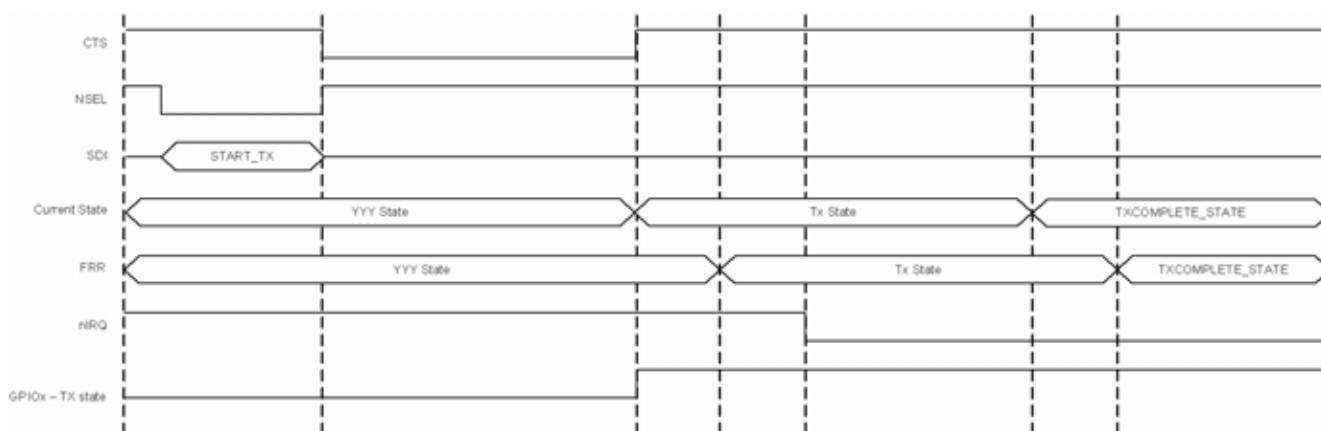 CTS
NSEL
SDI START_TX
Current State YYY State Tx State TXCOMPLETE_STATE
FRR YYY State Tx State TXCOMPLETE_STATE
nIRQ
GPIOx – TX state